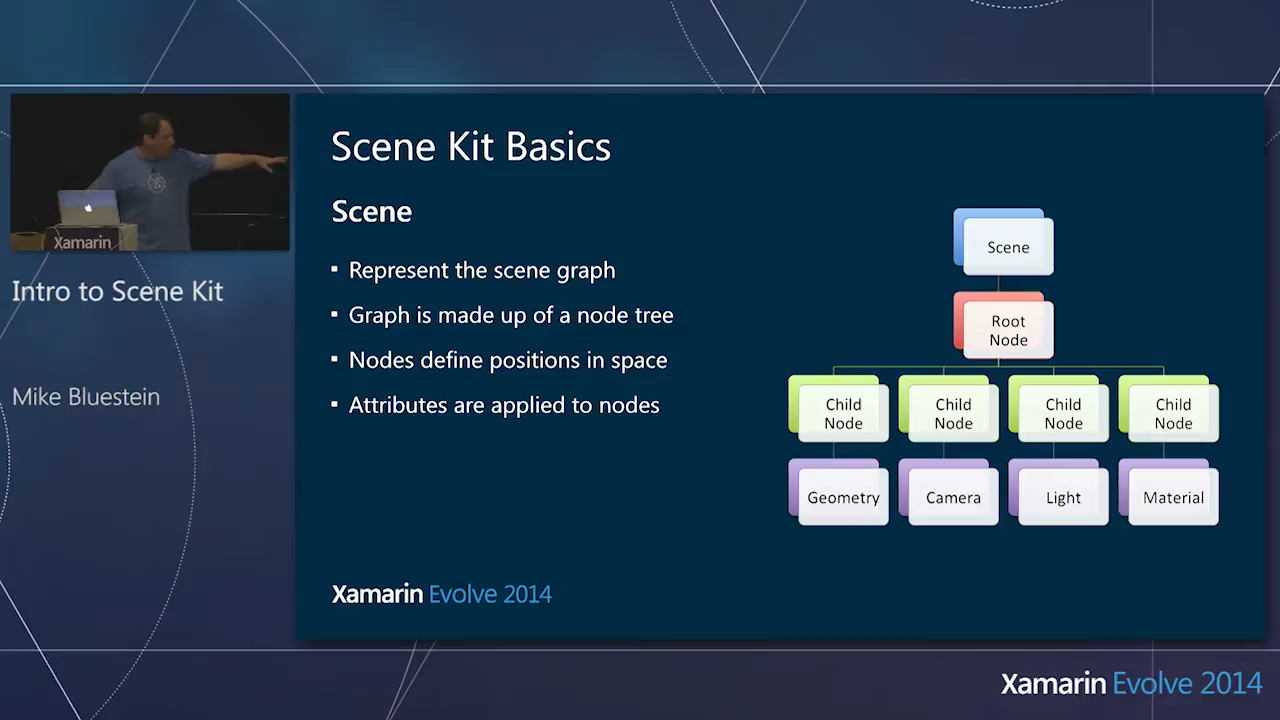 Scene Kit Basics
Scene
▪ Represent the scene graph
▪ Graph is made up of a node tree
▪ Nodes define positions in space
▪ Attributes are applied to nodes
Scene
Root
Node
Child
Node
Child
Node
Child
Node
Child
Node
Geometry
Camera
Light
Material
Xamarin Evolve 2014
Xamarin
Intro to Scene Kit
Mike Bluestein
Xamarin Evolve 2014